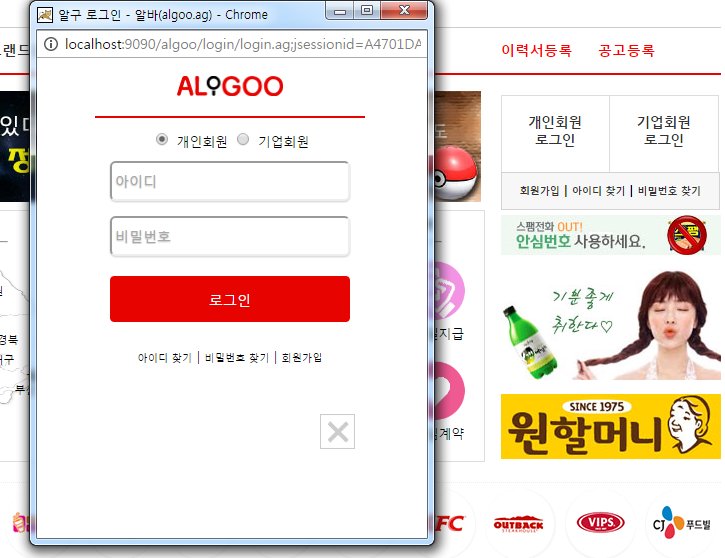 알구 로그인 - 알바(algoo.ag) - Chrome
localhost:9090/algoo/login/login.ag;jsessionid=A4701DA
ALGOO
개인회원 기업회원
아이디
비밀번호
로그인
아이디 찾기 | 비밀번호 찾기 | 회원가입
이력서등록 공고등록
개인회원
로그인
기업회원
로그인
회원가입 | 아이디 찾기 | 비밀번호 찾기
스팸전화 OUT!
안심번호 사용하세요.
스팸
기분 좋게
취한다♡
SINCE 1975
원할머니
지급
계약
경북
OUTBACK
STEAKHOUSE
VIPS
CJ 푸드빌